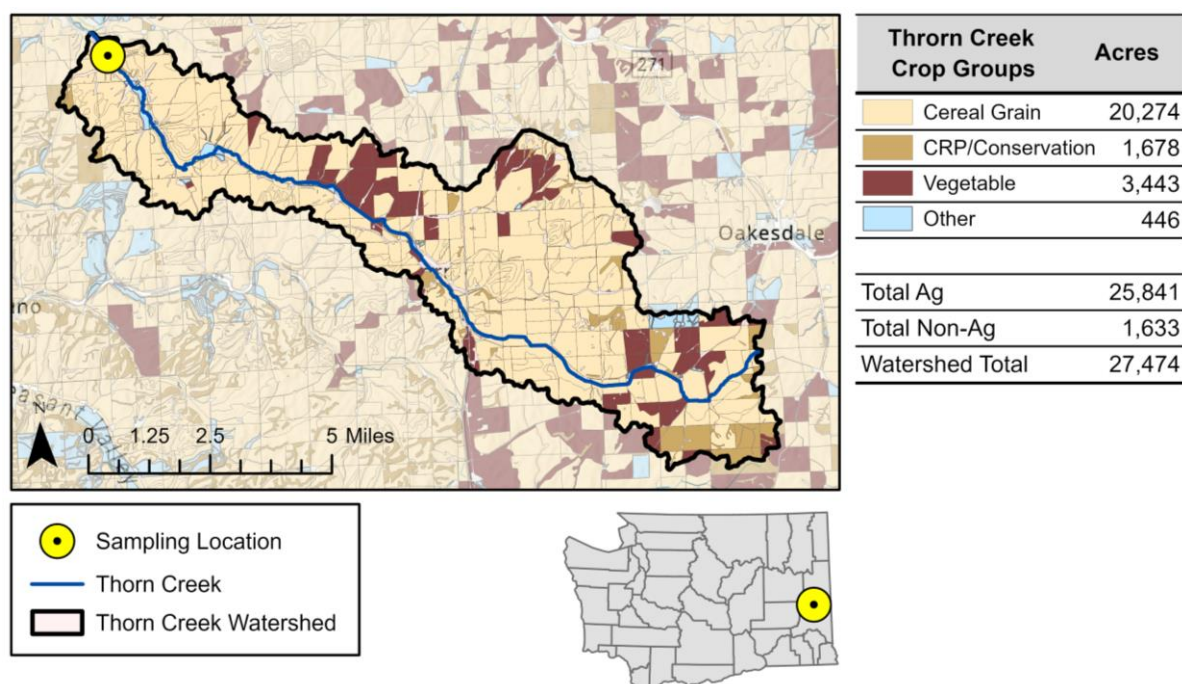 271
Oakesdale
N
0 1.25 2.5 5 Miles
Sampling Location
Thorn Creek
Thorn Creek Watershed
Throrn Creek
Crop Groups
Acres
Cereal Grain 20,274
CRP/Conservation 1,678
Vegetable 3,443
Other 446
Total Ag 25,841
Total Non-Ag 1,633
Watershed Total 27,474